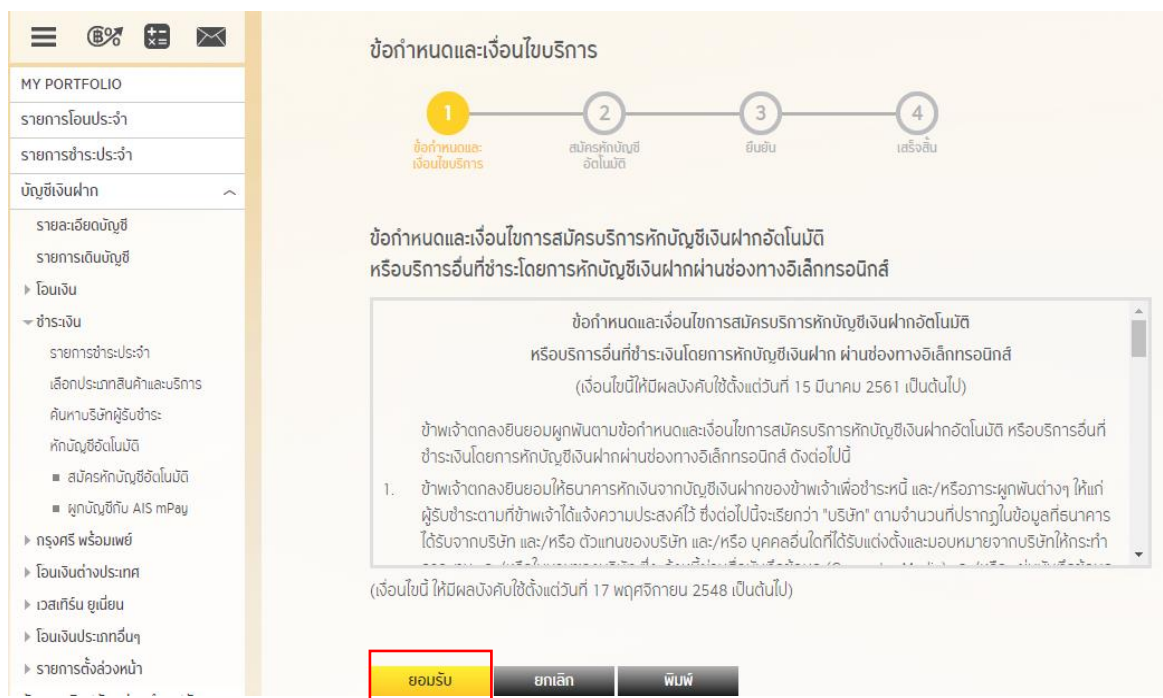 MY PORTFOLIO
รายการโอนประจำ
รายการชำระประจำ
บัญชีเงินฝาก
รายละเอียดบัญชี
รายการเดินบัญชี
โอนเงิน
ชำระเงิน
รายการชำระประจำ
เลือกประเภทสินค้าและบริการ
ค้นหาบริษัทผู้รับชำระ
หักบัญชีอัตโนมัติ
สมัครหักบัญชีอัตโนมัติ
ผูกบัญชีกับ AIS mPay
กรุงศรี พร้อมเพย์
โอนเงินต่างประเทศ
เวสเทิร์น ยูเนี่ยน
โอนเงินประเภทอื่นๆ
รายการตั้งล่วงหน้า
ข้อกำหนดและเงื่อนไขบริการ
1
2
3
4
ข้อกำหนดและ
เงื่อนไขบริการ
สมัครหักบัญชี
อัตโนมัติ
ยืนยัน
เสร็จสิ้น
ข้อกำหนดและเงื่อนไขการสมัครบริการหักบัญชีเงินฝากอัตโนมัติ
หรือบริการอื่นที่ชำระโดยการหักบัญชีเงินฝากผ่านช่องทางอิเล็กทรอนิกส์
ข้อกำหนดและเงื่อนไขการสมัครบริการหักบัญชีเงินฝากอัตโนมัติ
หรือบริการอื่นที่ชำระเงินโดยการหักบัญชีเงินฝาก ผ่านช่องทางอิเล็กทรอนิกส์
(เงื่อนไขนี้ให้มีผลบังคับใช้ตั้งแต่วันที่ 15 มีนาคม 2561 เป็นต้นไป)
ข้าพเจ้าตกลงยินยอมผูกพันตามข้อกำหนดและเงื่อนไขการสมัครบริการหักบัญชีเงินฝากอัตโนมัติ หรือบริการอื่นที่
ชำระเงินโดยการหักบัญชีเงินฝากผ่านช่องทางอิเล็กทรอนิกส์ ดังต่อไปนี้
1. ข้าพเจ้าตกลงยินยอมให้ธนาคารหักเงินจากบัญชีเงินฝากของข้าพเจ้าเพื่อชำระหนี้ และ/หรือภาระผูกพันต่างๆ ให้แก่
ผู้รับชำระตามที่ข้าพเจ้าได้แจ้งความประสงค์ไว้ ซึ่งต่อไปนี้จะเรียกว่า "บริษัท" ตามจำนวนที่ปรากฏในข้อมูลที่ธนาคาร
ได้รับจากบริษัท และ/หรือ ตัวแทนของบริษัท และ/หรือ บุคคลอื่นใดที่ได้รับแต่งตั้งและมอบหมายจากบริษัทให้กระทำ
(เงื่อนไขนี้ ให้มีผลบังคับใช้ตั้งแต่วันที่ 17 พฤศจิกายน 2548 เป็นต้นไป)
ยอมรับ
ยกเลิก
พิมพ์